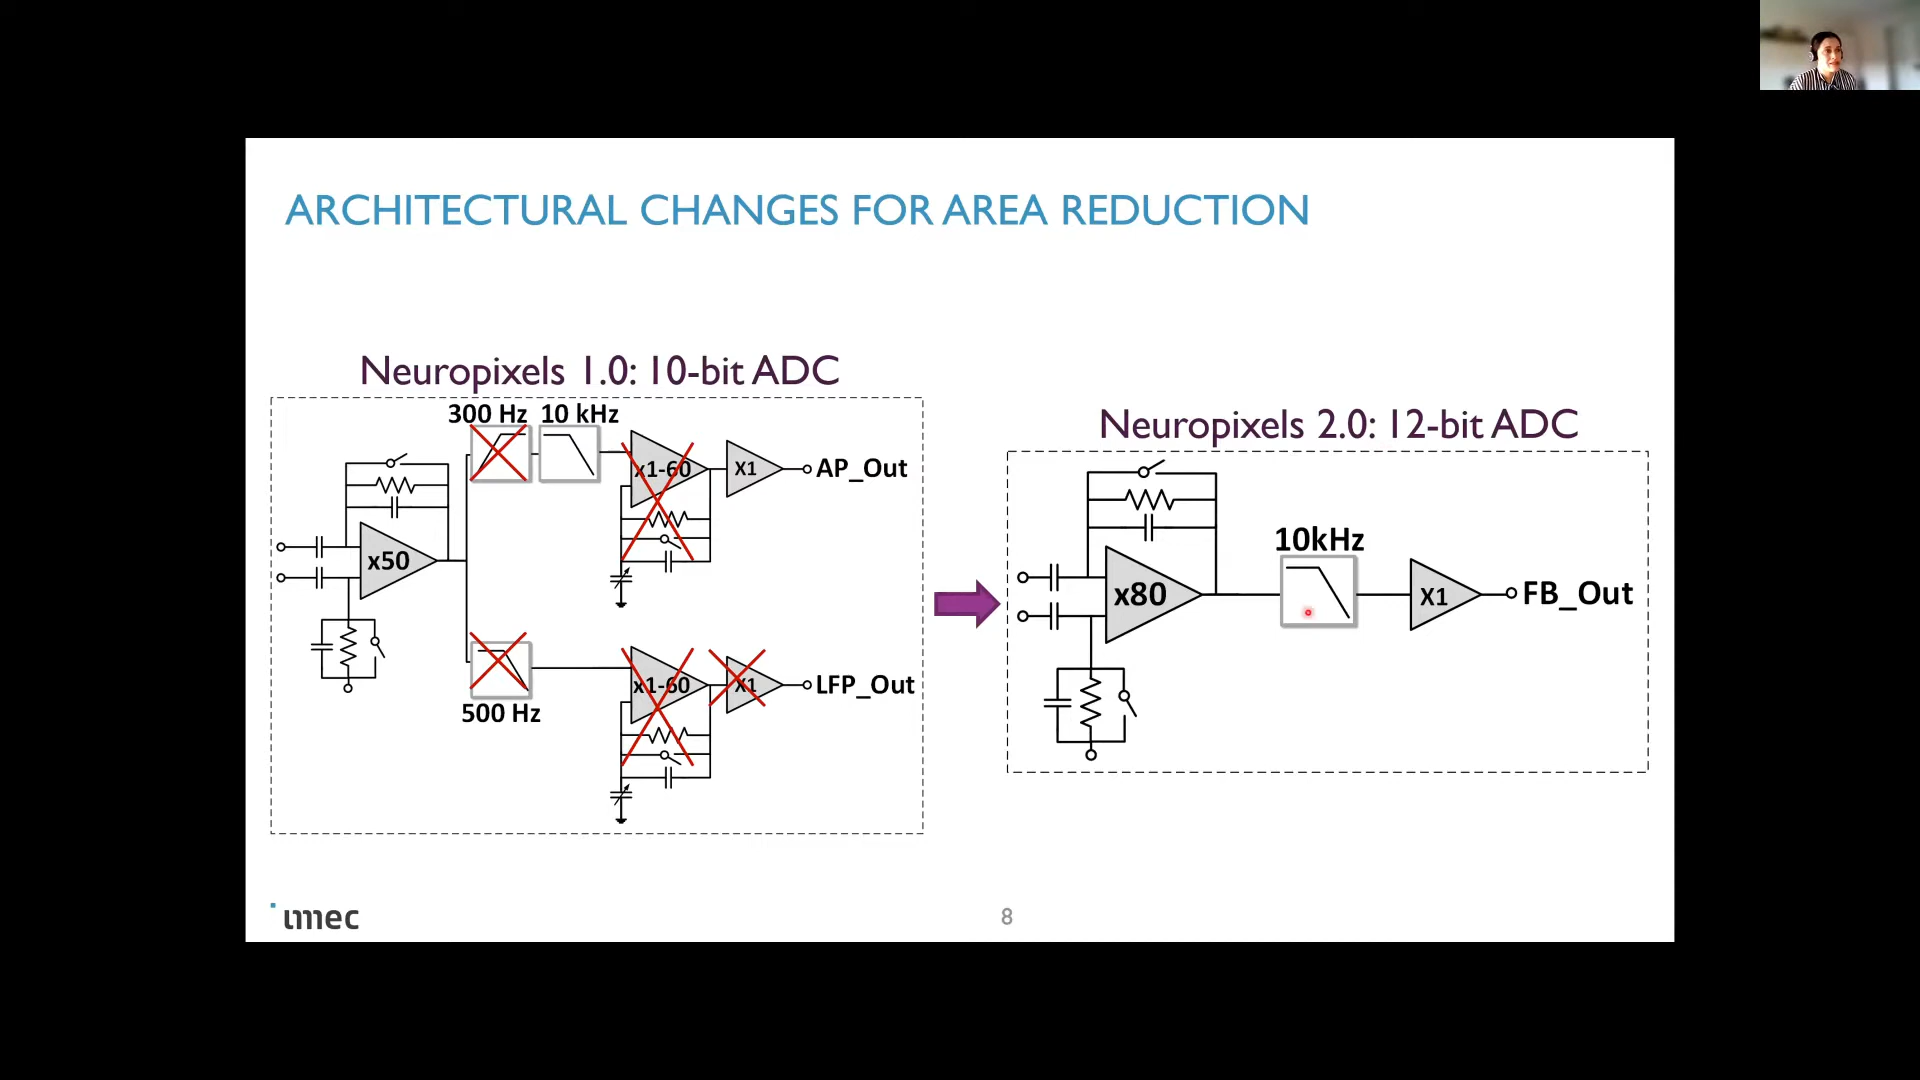 ARCHITECTURAL CHANGES FOR AREA REDUCTION
Neuropixels 1.0: 10-bit ADC
300 Hz 10 kHz
x1-60
X1
AP_Out
x50
x1-60
X1
LFP_Out
500 Hz
Neuropixels 2.0: 12-bit ADC
10kHz
x80
X1
FB_Out
imec
8